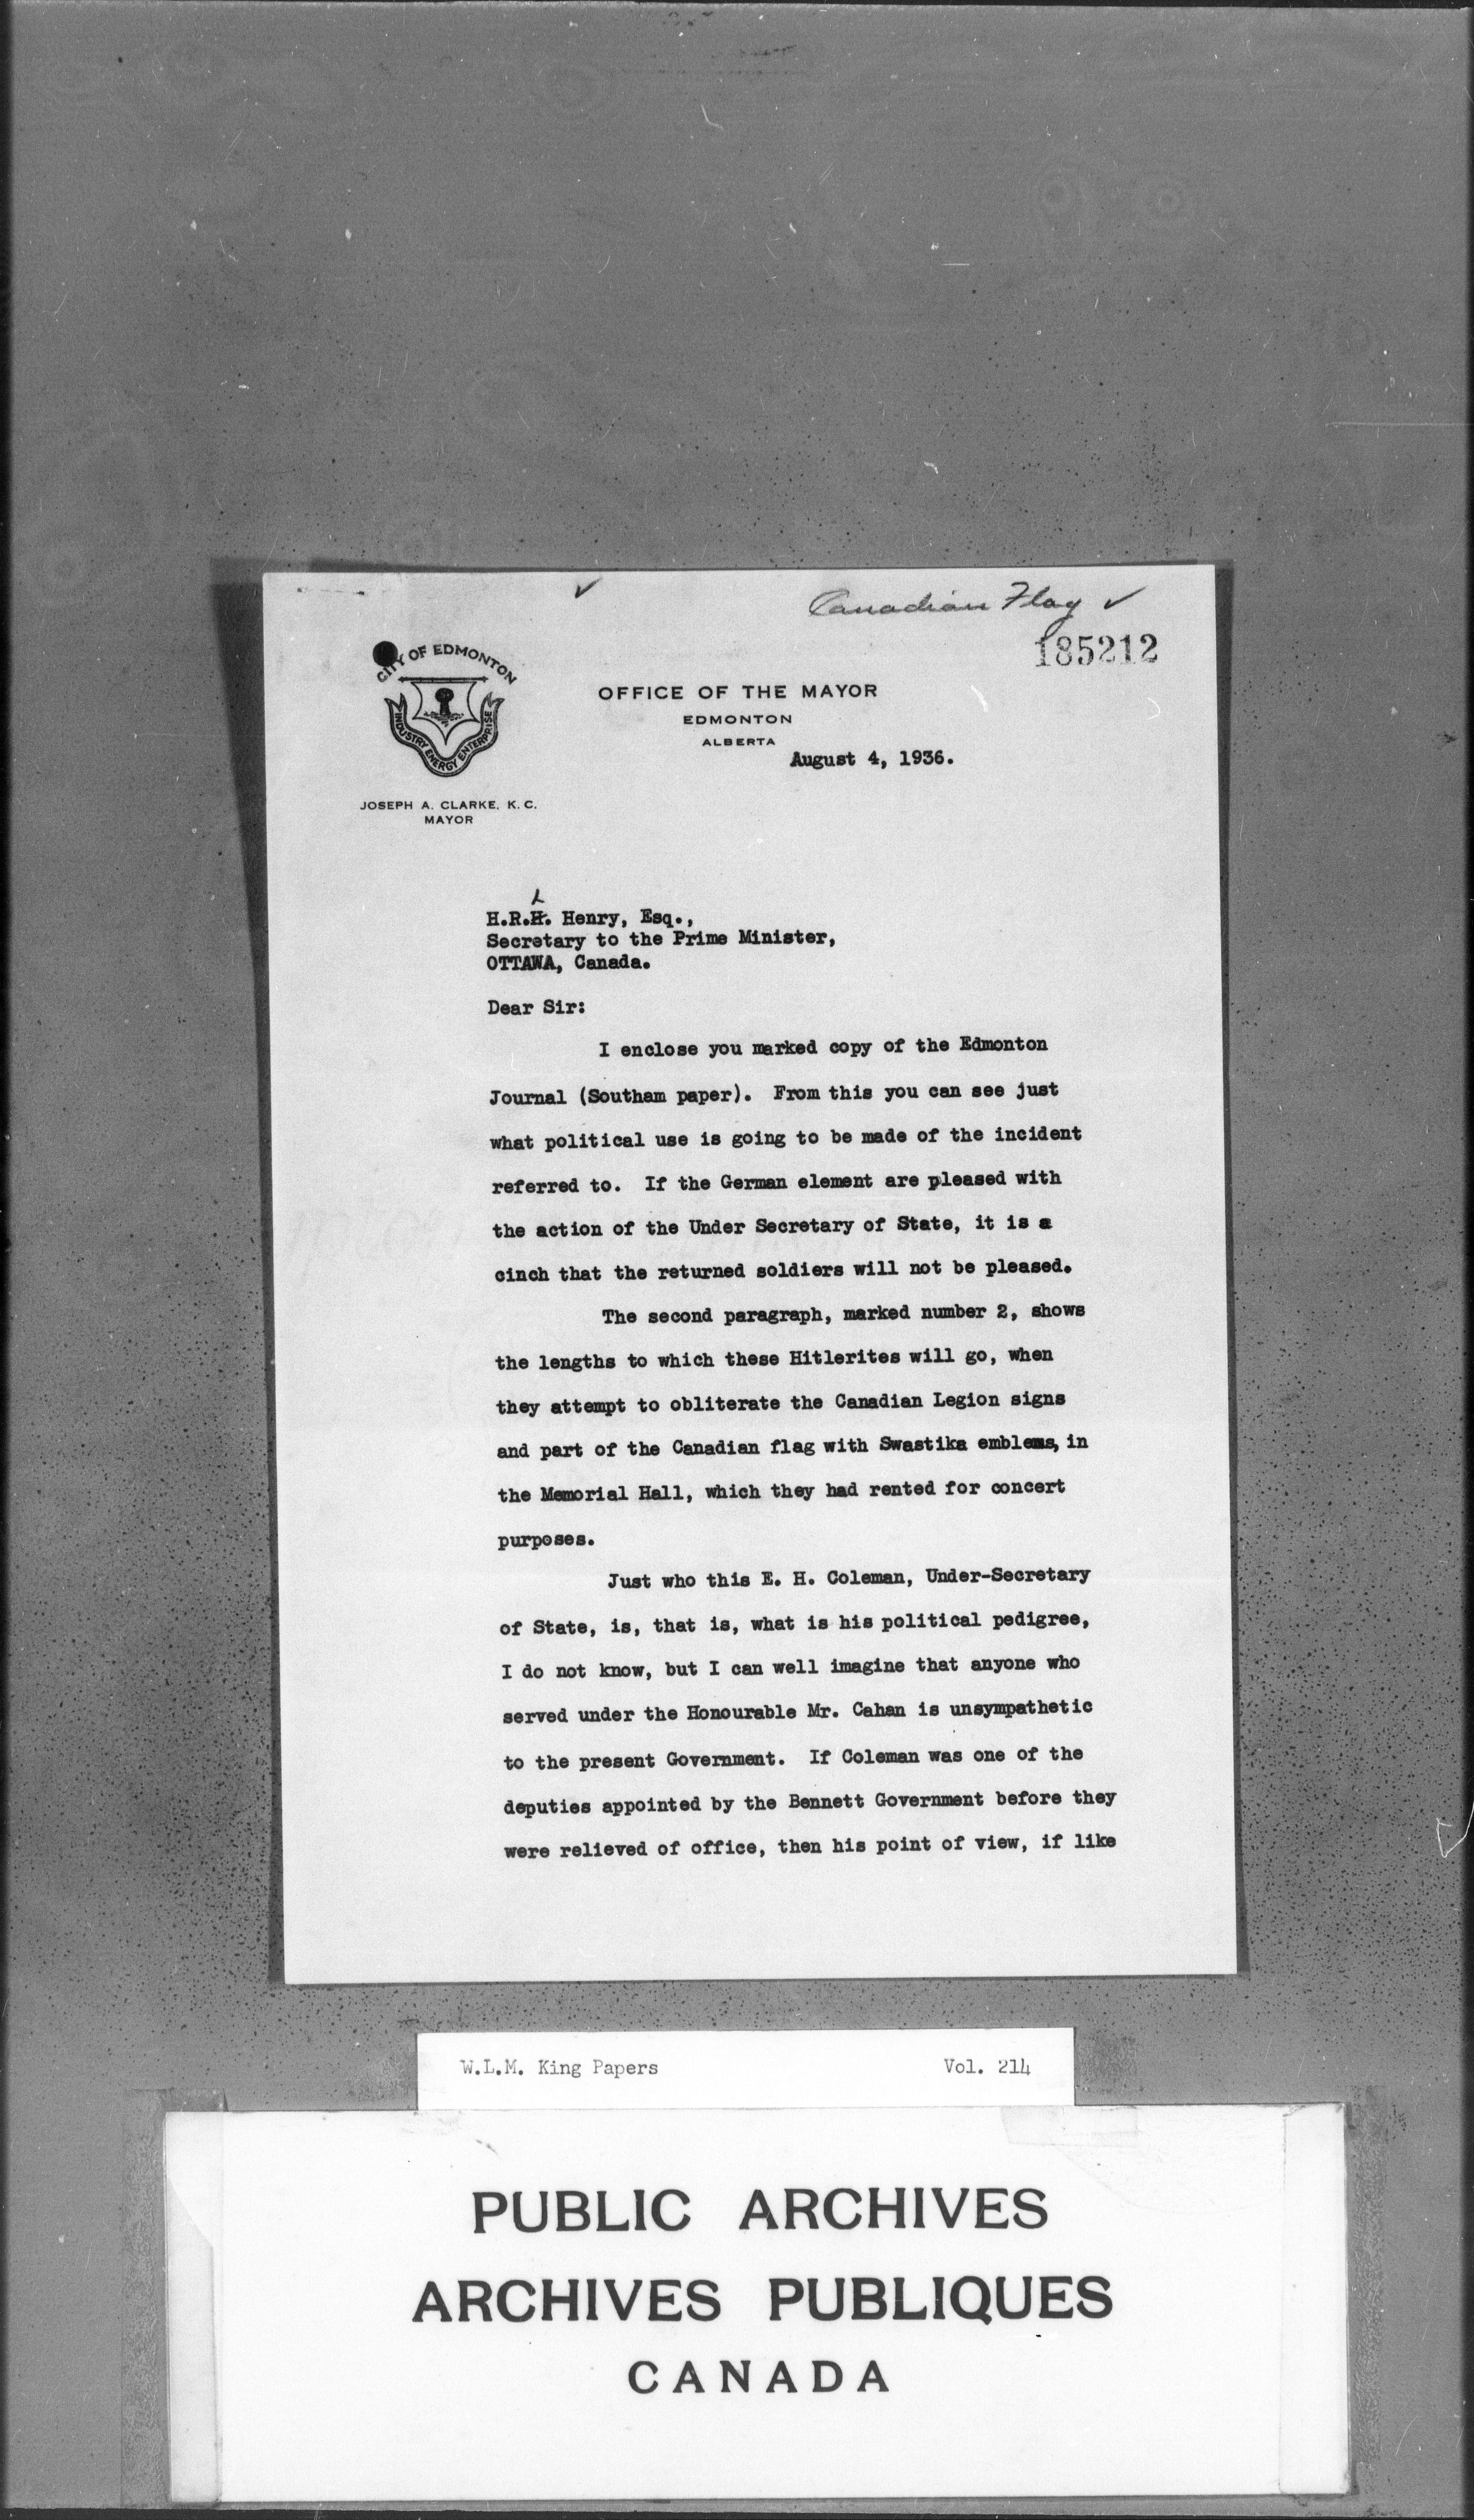 Canadian Flag ✓
✓
185212
CITY OF EDMONTON
INDUSTRY ENERGY ENTERPRISE
OFFICE OF THE MAYOR
EDMONTON
ALBERTA
August 4, 1936.
JOSEPH A. CLARKE, K.C.
MAYOR
L
H.R.H. Henry, Esq.,
Secretary to the Prime Minister,
OTTAWA, Canada.
Dear Sir:
I enclose you marked copy of the Edmonton
Journal (Southam paper). From this you can see just
what political use is going to be made of the incident
referred to. If the German element are pleased with
the action of the Under Secretary of State, it is a
cinch that the returned soldiers will not be pleased.
The second paragraph, marked number 2, shows
the lengths to which these Hitlerites will go, when
they attempt to obliterate the Canadian Legion signs
and part of the Canadian flag with Swastika emblems, in
the Memorial Hall, which they had rented for concert
purposes.
Just who this E. H. Coleman, Under-Secretary
of State, is, that is, what is his political pedigree,
I do not know, but I can well imagine that anyone who
served under the Honourable Mr. Cahan is unsympathetic
to the present Government. If Coleman was one of the
deputies appointed by the Bennett Government before they
were relieved of office, then his point of view, if like
W.L.M. King Papers Vol. 214
PUBLIC ARCHIVES
ARCHIVES PUBLIQUES
CANADA